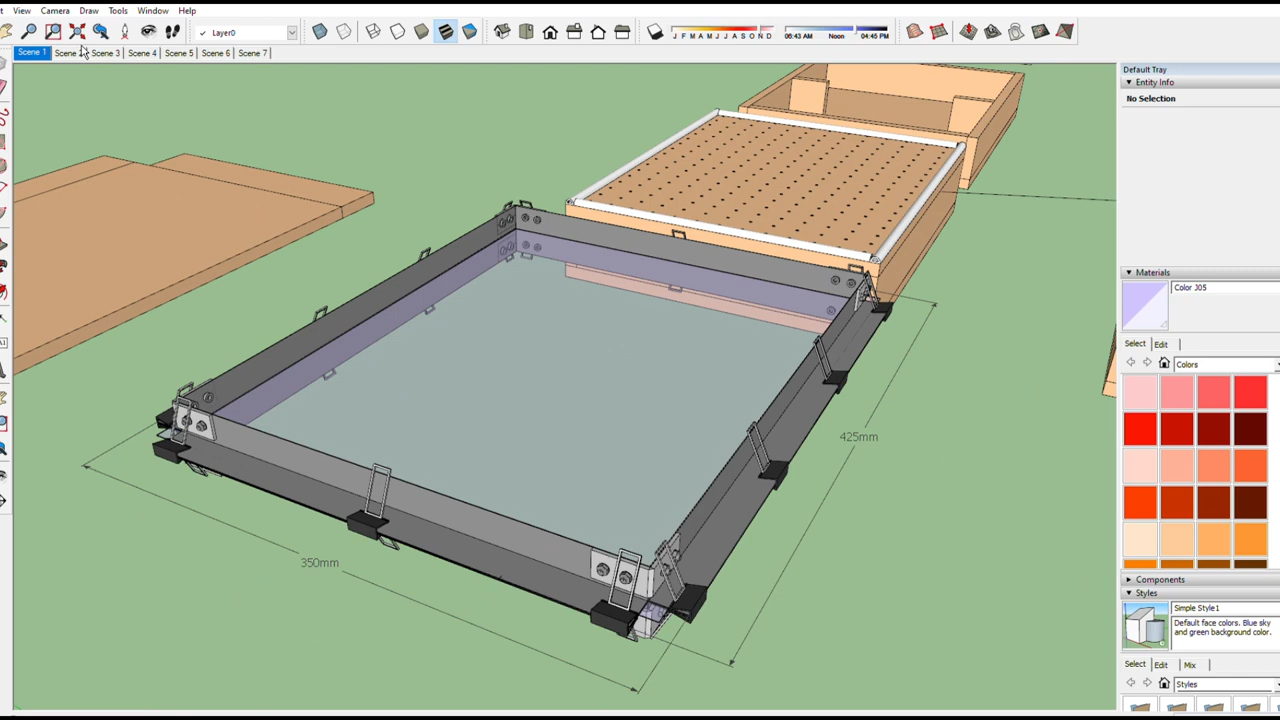 View Camera Draw Tools Window Help
Layer0
J F M A M J J A S O N D
06:43 AM Noon 04:45 PM
Scene 1 Scene Scene 3 Scene 4 Scene 5 Scene 6 Scene 7
Default Tray
Entity Info
No Selection
425mm
350mm
Materials
Color J05
Select Edit
Colors
Components
Styles
Simple Style1
Default face colors. Blue sky
and green background color.
Select Edit Mix
Styles